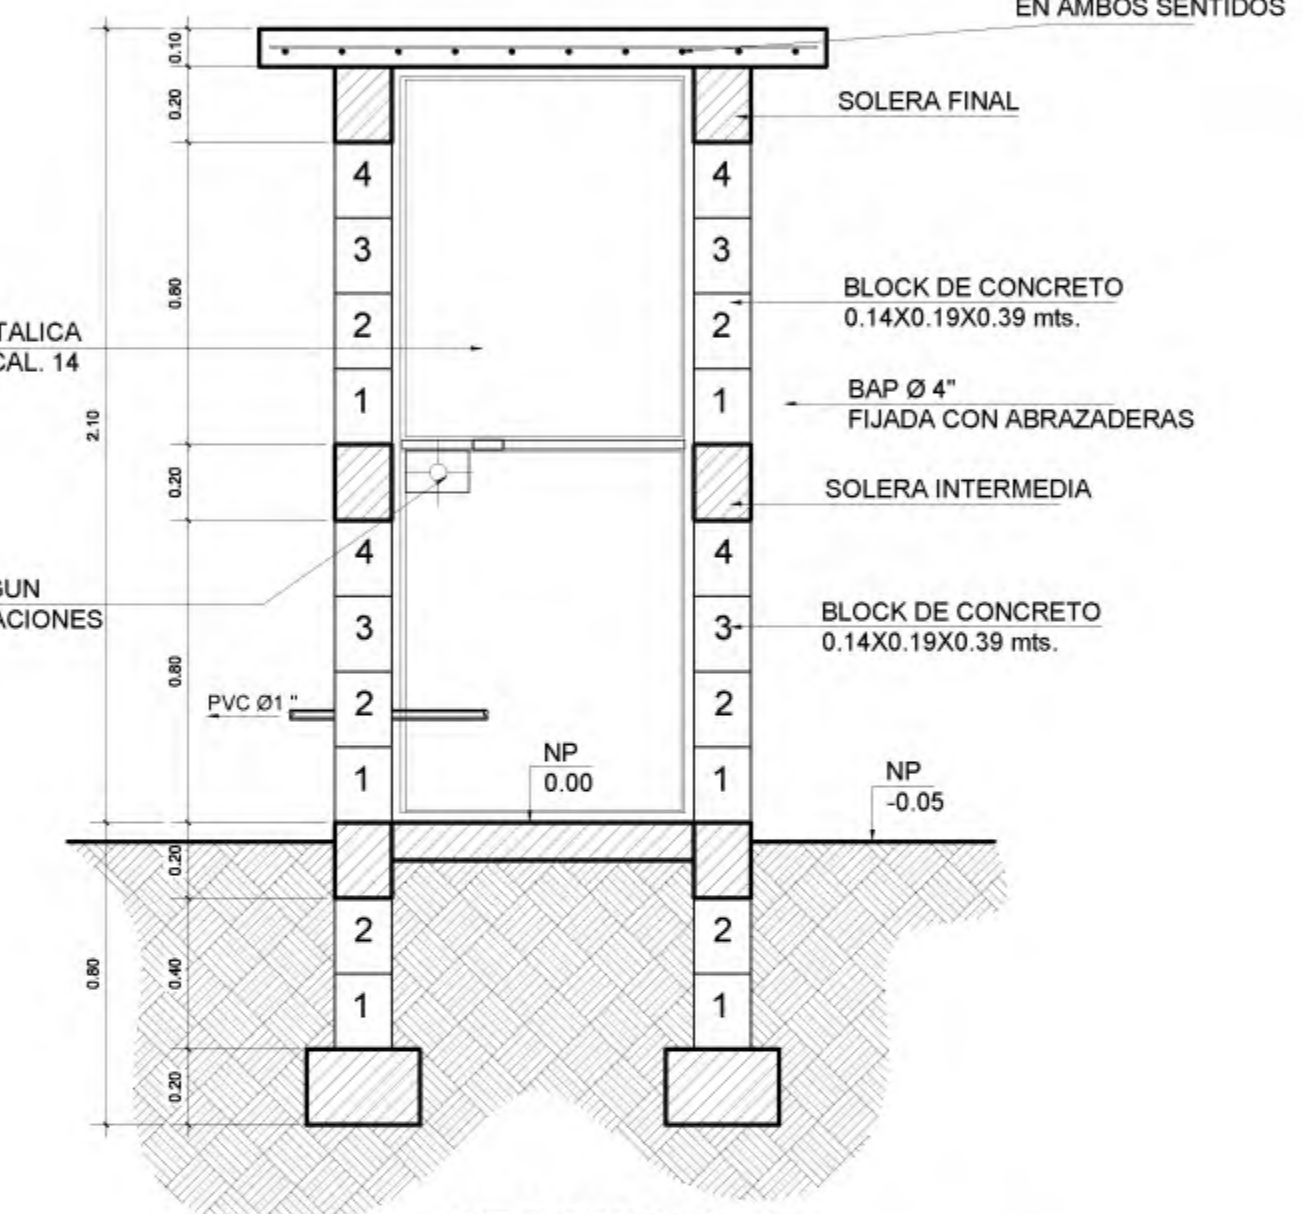 EN AMBOS SENTIDOS
0.10
0.20
SOLERA FINAL
4
4
3
3
0.80
BLOCK DE CONCRETO
0.14X0.19X0.39 mts.
2
2
TALICA
CAL. 14
1
1
BAP Ø 4"
FIJADA CON ABRAZADERAS
2.10
0.20
SOLERA INTERMEDIA
4
4
GUN
ACIONES
3
3
BLOCK DE CONCRETO
0.14X0.19X0.39 mts.
0.80
PVC Ø1 "
2
2
NP
0.00
1
1
NP
-0.05
0.20
2
2
0.80
0.40
1
1
0.20